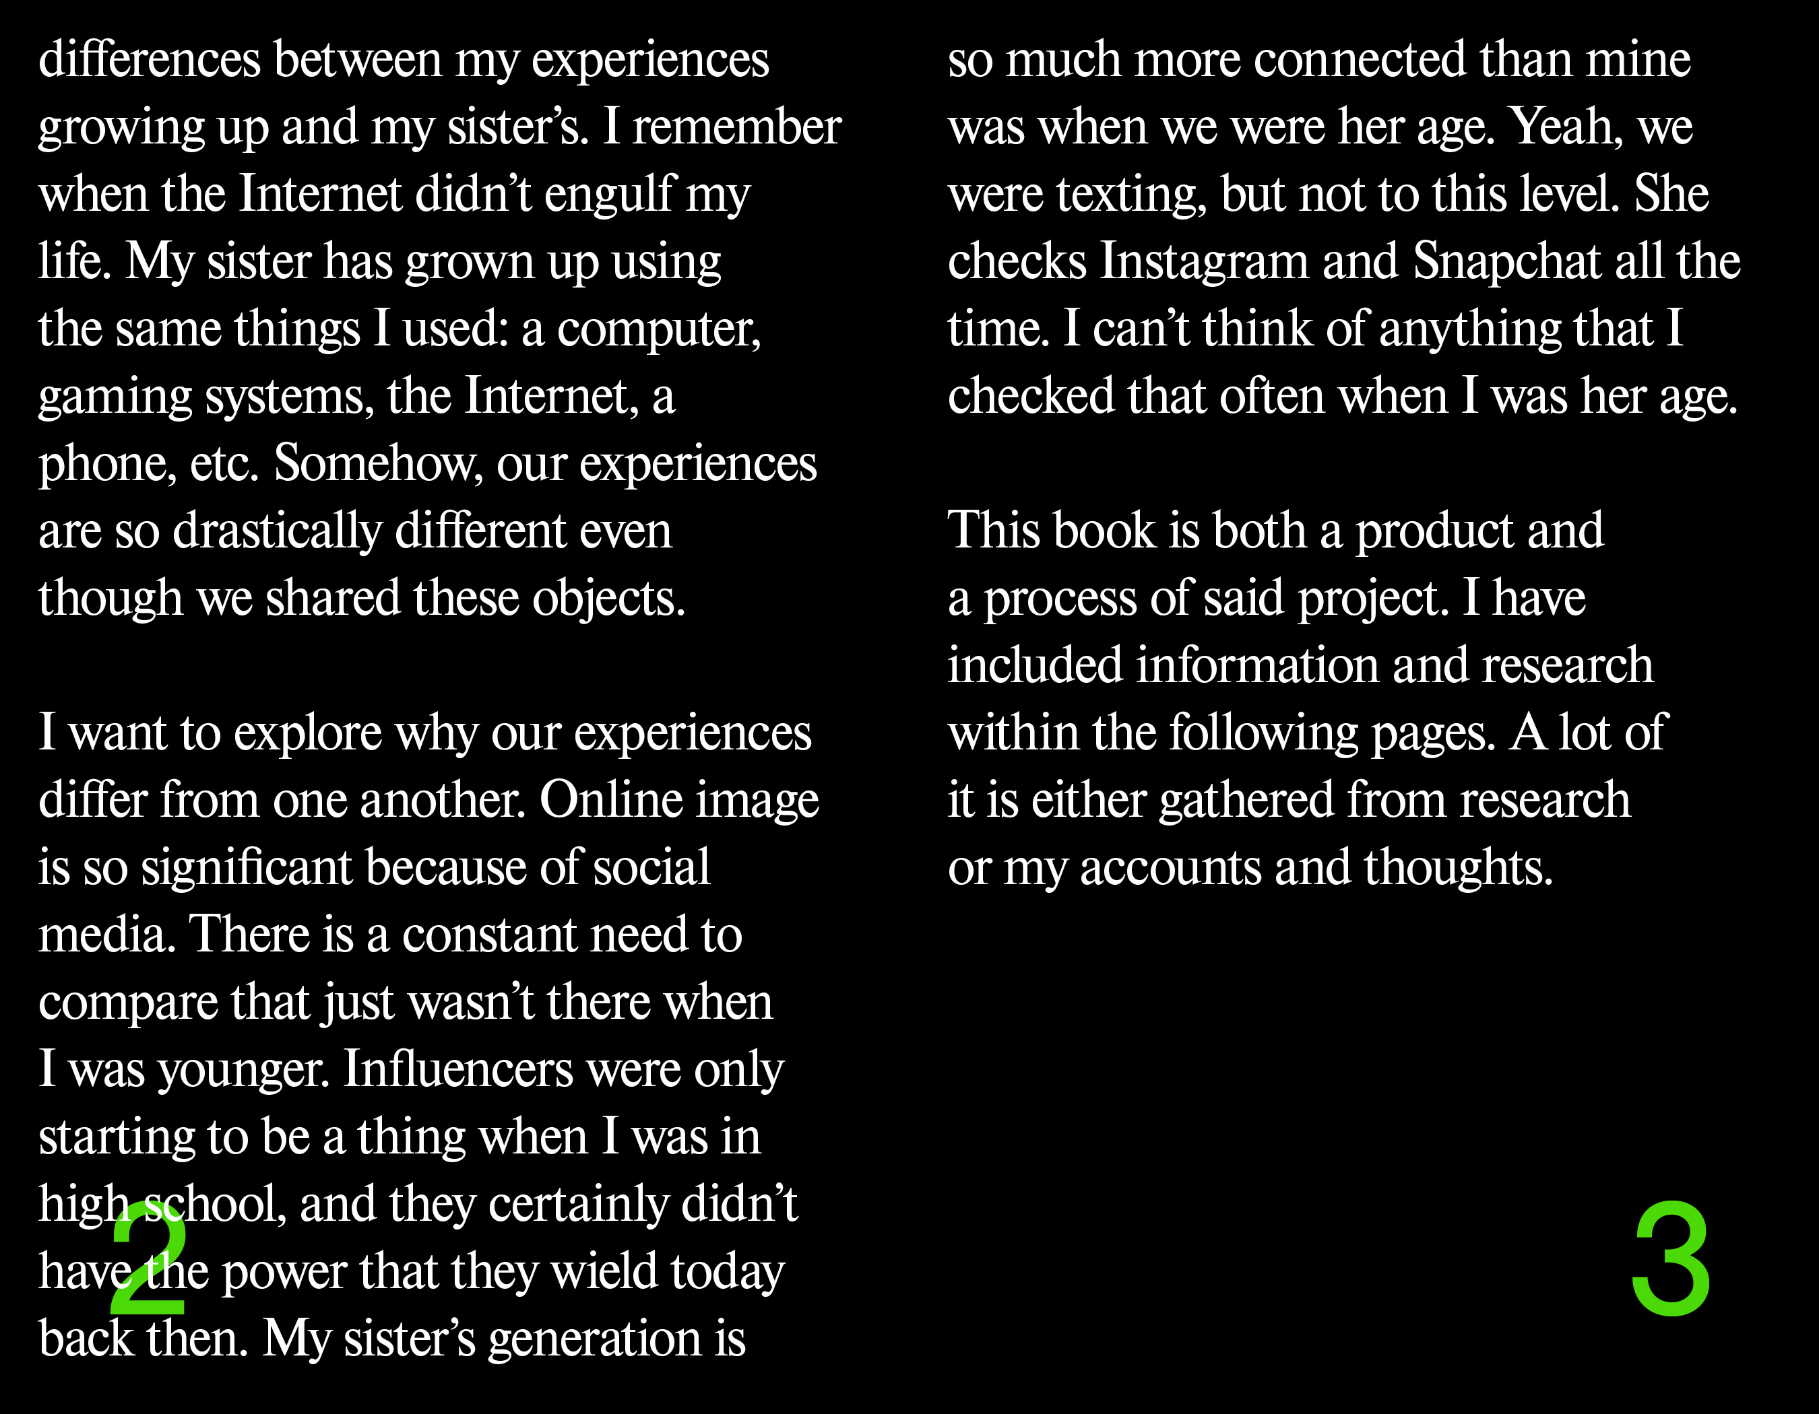 differences between my experiences
growing up and my sister’s. I remember
when the Internet didn’t engulf my
life. My sister has grown up using
the same things I used: a computer,
gaming systems, the Internet, a
phone, etc. Somehow, our experiences
are so drastically different even
though we shared these objects.
I want to explore why our experiences
differ from one another. Online image
is so significant because of social
media. There is a constant need to
compare that just wasn’t there when
I was younger. Influencers were only
starting to be a thing when I was in
high school, and they certainly didn’t
have the power that they wield today
back then. My sister’s generation is
2
so much more connected than mine
was when we were her age. Yeah, we
were texting, but not to this level. She
checks Instagram and Snapchat all the
time. I can’t think of anything that I
checked that often when I was her age.
This book is both a product and
a process of said project. I have
included information and research
within the following pages. A lot of
it is either gathered from research
or my accounts and thoughts.
3